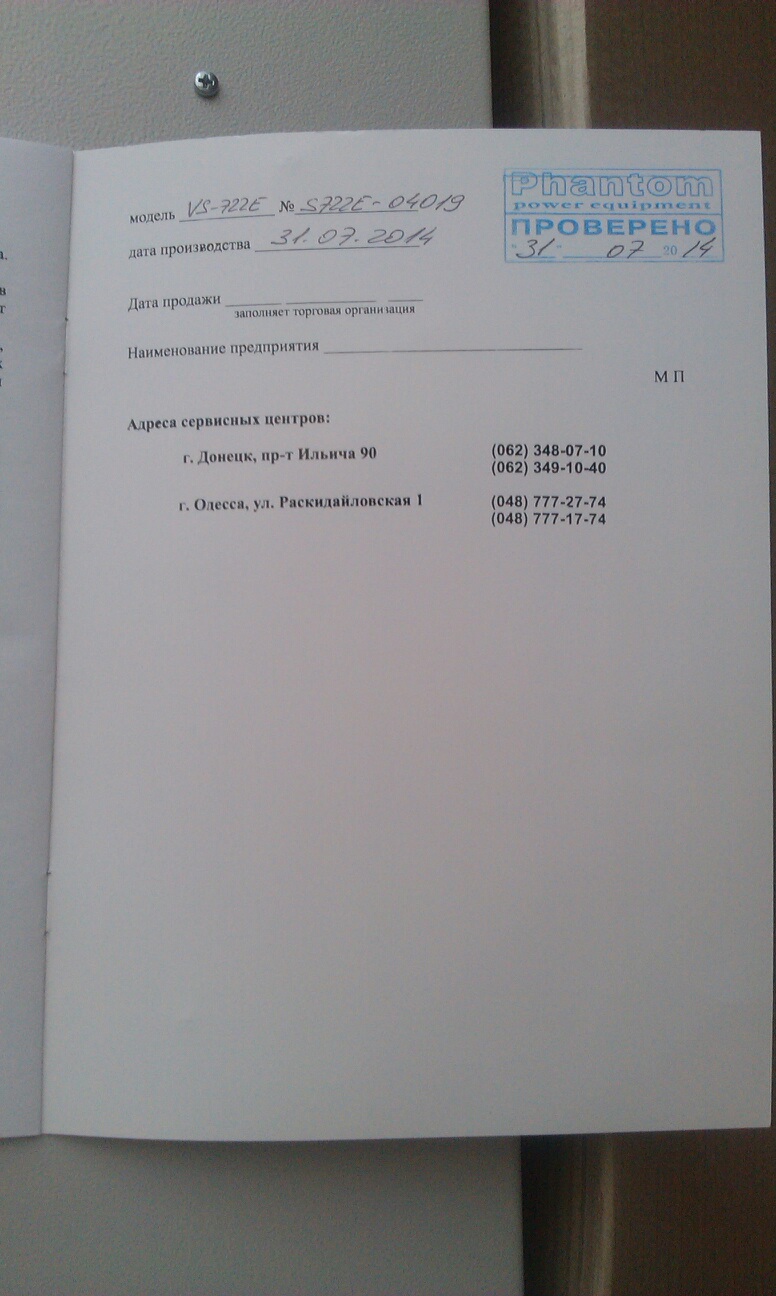 модель VS-722E № S722E-04019
Phantom
power equipment
ПРОВЕРЕНО
"31" 07 2014
дата производства 31.07.2014
Дата продажи
заполняет торговая организация
Наименование предприятия
М П
Адреса сервисных центров:
г. Донецк, пр-т Ильича 90 (062) 348-07-10
(062) 349-10-40
г. Одесса, ул. Раскидайловская 1 (048) 777-27-74
(048) 777-17-74